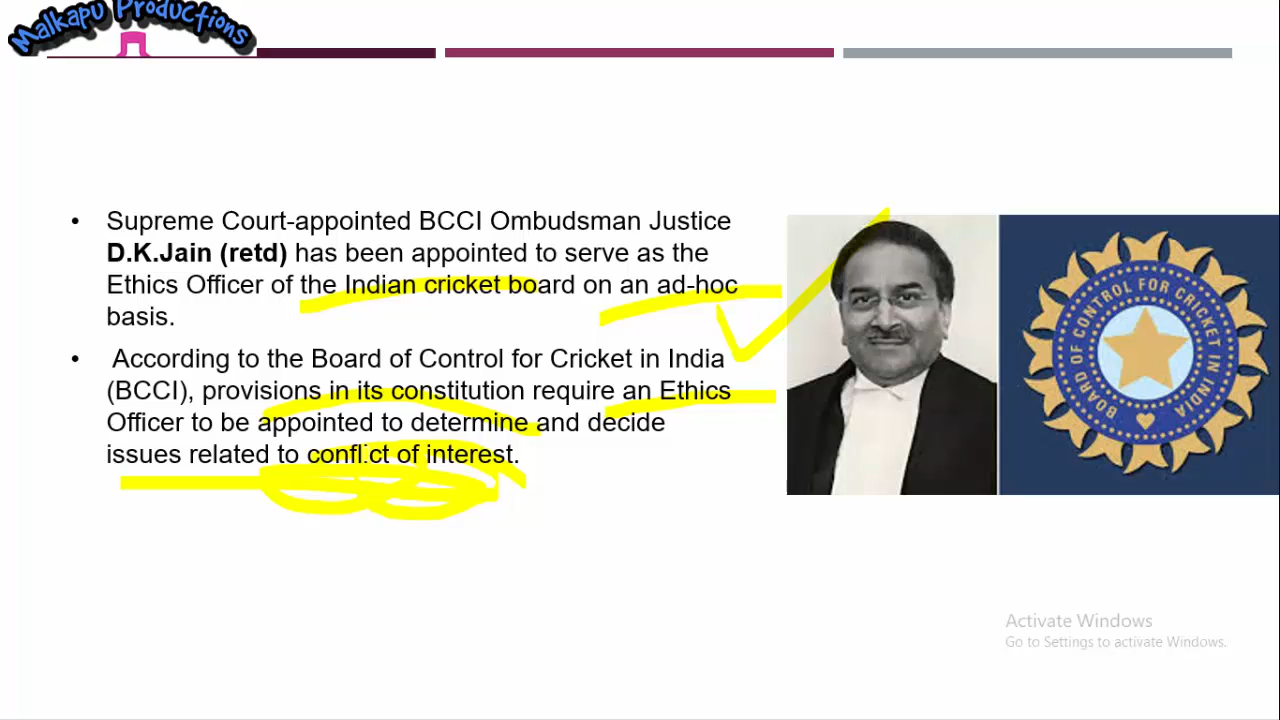 Malkapu Productions
Supreme Court-appointed BCCI Ombudsman Justice
D.K.Jain (retd) has been appointed to serve as the
Ethics Officer of the Indian cricket board on an ad-hoc
basis.
According to the Board of Control for Cricket in India
(BCCI), provisions in its constitution require an Ethics
Officer to be appointed to determine and decide
issues related to conflict of interest.
BOARD OF CONTROL FOR CRICKET IN INDIA
Activate Windows
Go to Settings to activate Windows.